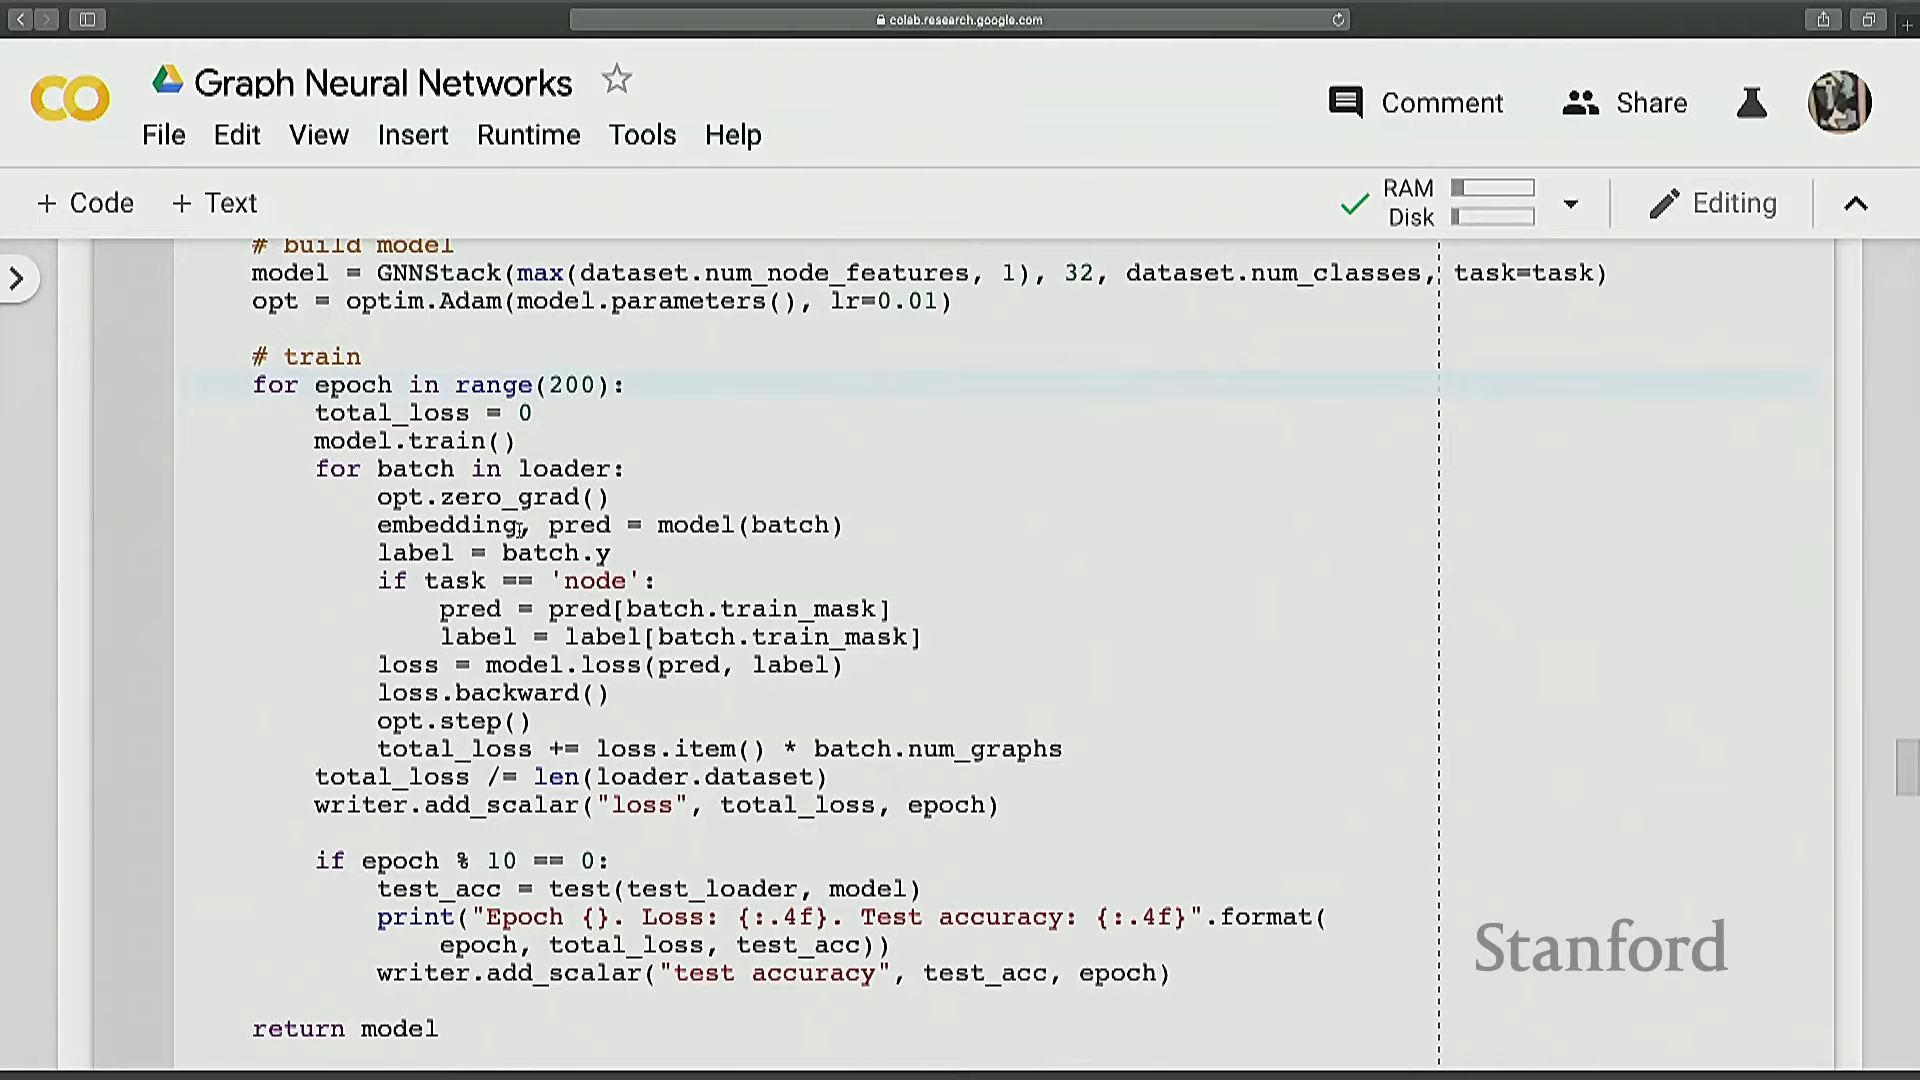 colab.research.google.com
CO
Graph Neural Networks
Comment
Share
File Edit View Insert Runtime Tools Help
+ Code + Text
RAM
Disk
Editing
# build model
model = GNNStack(max(dataset.num_node_features, 1), 32, dataset.num_classes, task=task)
opt = optim.Adam(model.parameters(), lr=0.01)
# train
for epoch in range(200):
total_loss = 0
model.train()
for batch in loader:
opt.zero_grad()
embedding, pred = model(batch)
label = batch.y
if task == 'node':
pred = pred[batch.train_mask]
label = label[batch.train_mask]
loss = model.loss(pred, label)
loss.backward()
opt.step()
total_loss += loss.item() * batch.num_graphs
total_loss /= len(loader.dataset)
writer.add_scalar("loss", total_loss, epoch)
if epoch % 10 == 0:
test_acc = test(test_loader, model)
print("Epoch {}. Loss: {:.4f}. Test accuracy: {:.4f}".format(
epoch, total_loss, test_acc))
writer.add_scalar("test accuracy", test_acc, epoch)
return model
Stanford